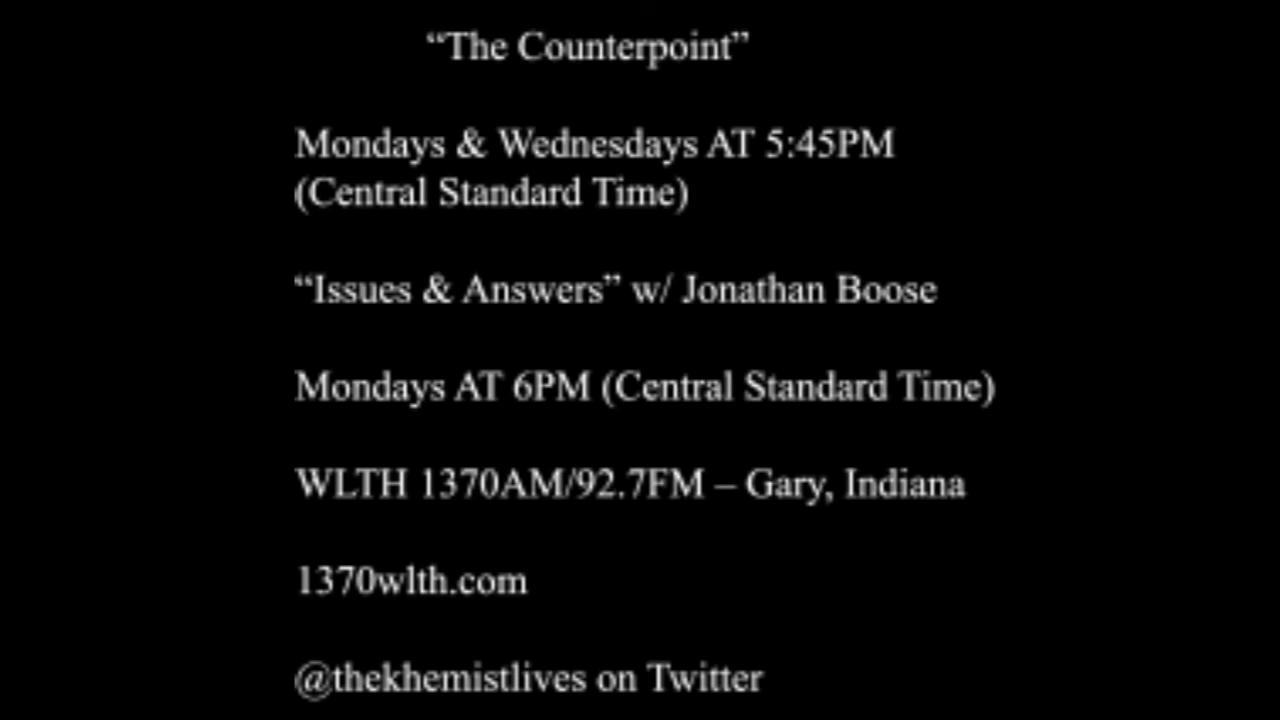 “The Counterpoint”
Mondays & Wednesdays AT 5:45PM
(Central Standard Time)
“Issues & Answers” w/ Jonathan Boose
Mondays AT 6PM (Central Standard Time)
WLTH 1370AM/92.7FM – Gary, Indiana
1370wlth.com
@thekhemistlives on Twitter